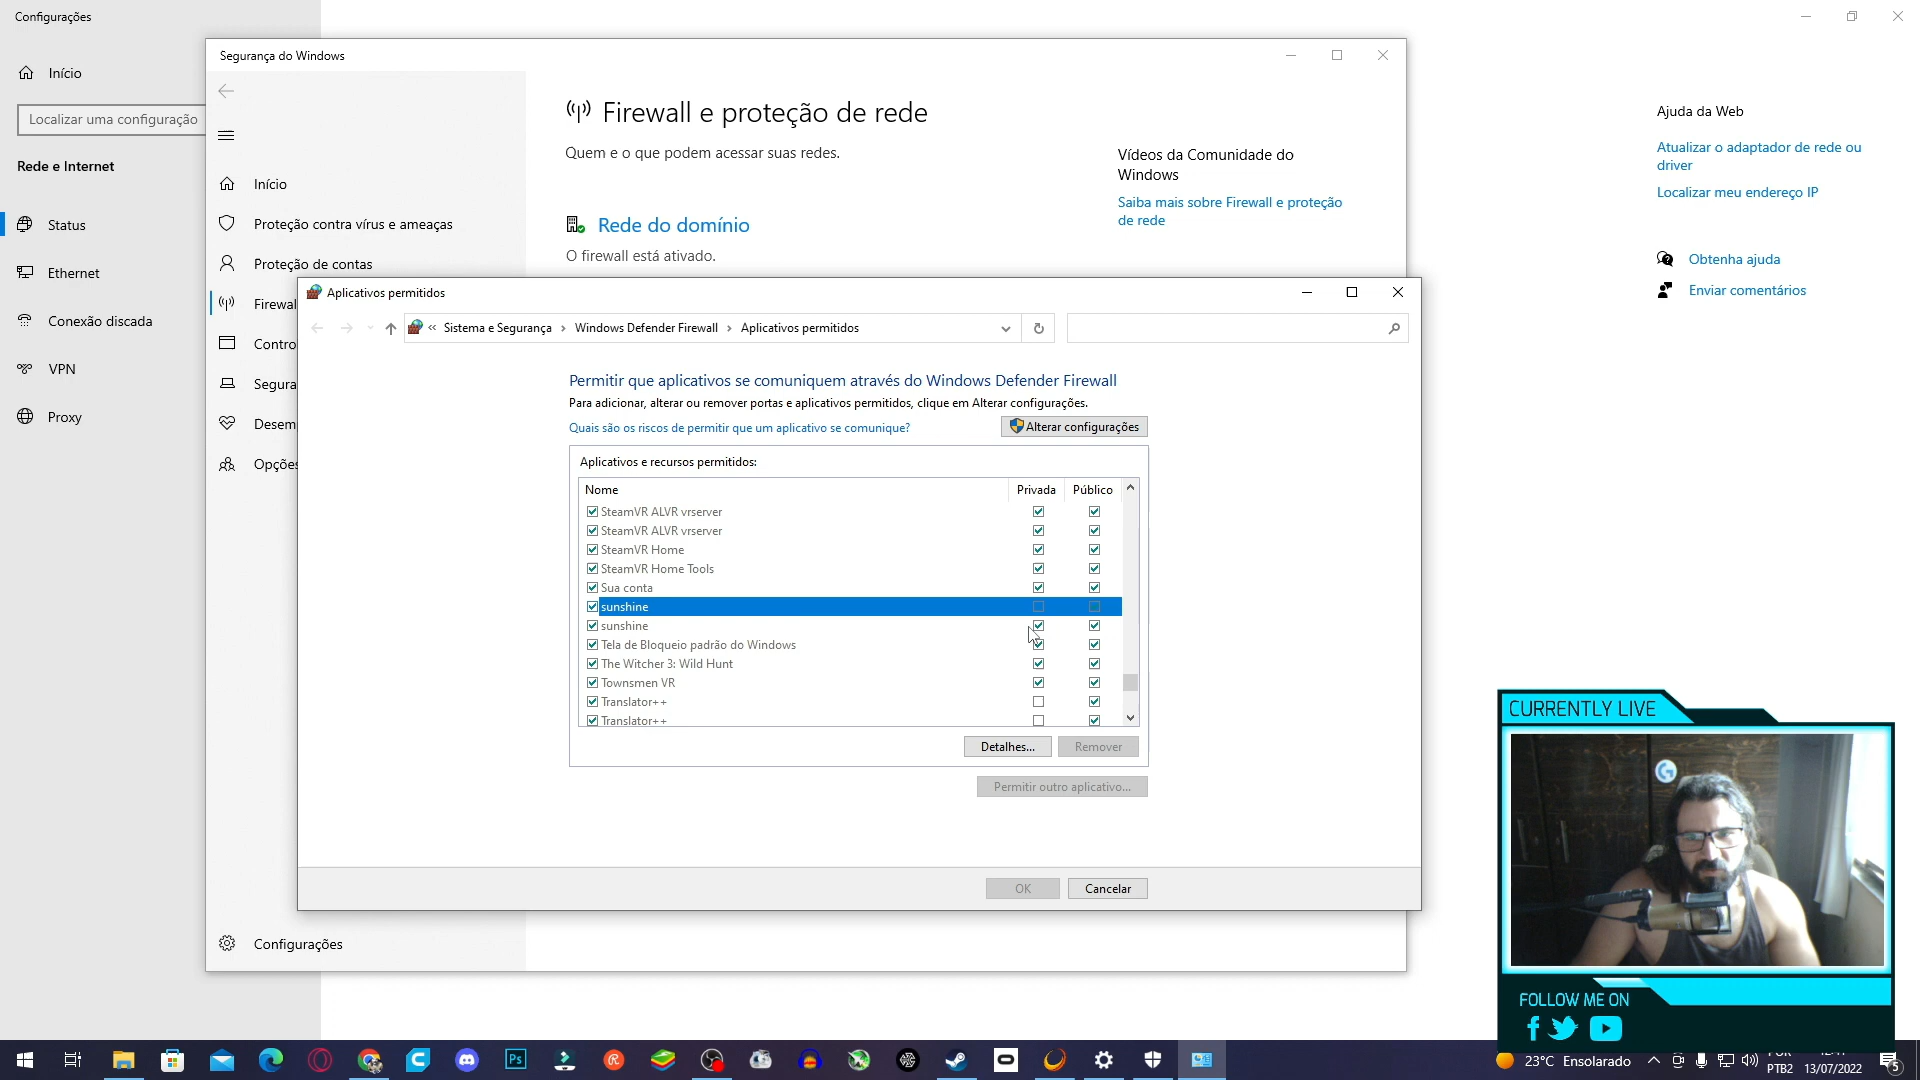 Configurações
Início
Localizar uma configuração
Rede e Internet
Status
Ethernet
Conexão discada
VPN
Proxy
Segurança do Windows
Início
Proteção contra vírus e ameaças
Proteção de contas
Firewal
Contro
Segura
Desem
Opções
Configurações
Firewall e proteção de rede
Quem e o que podem acessar suas redes.
Rede do domínio
O firewall está ativado.
Vídeos da Comunidade do
Windows
Saiba mais sobre Firewall e proteção
de rede
Ajuda da Web
Atualizar o adaptador de rede ou
driver
Localizar meu endereço IP
Obtenha ajuda
Enviar comentários
Aplicativos permitidos
« Sistema e Segurança › Windows Defender Firewall › Aplicativos permitidos
Permitir que aplicativos se comuniquem através do Windows Defender Firewall
Para adicionar, alterar ou remover portas e aplicativos permitidos, clique em Alterar configurações.
Quais são os riscos de permitir que um aplicativo se comunique?
Alterar configurações
Aplicativos e recursos permitidos:
Nome Privada Público
SteamVR ALVR vrserver
SteamVR ALVR vrserver
SteamVR Home
SteamVR Home Tools
Sua conta
sunshine
sunshine
Tela de Bloqueio padrão do Windows
The Witcher 3: Wild Hunt
Townsmen VR
Translator++
Translator++
Detalhes... Remover
Permitir outro aplicativo...
OK Cancelar
CURRENTLY LIVE
FOLLOW ME ON
Ps
23°C Ensolarado
PTB2 13/07/2022
5